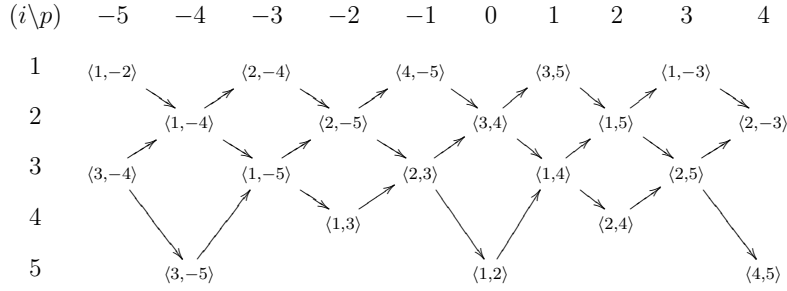 (i\p) −5 −4 −3 −2 −1 0 1 2 3 4
1 ⟨1,−2⟩ ⟨2,−4⟩ ⟨4,−5⟩ ⟨3,5⟩ ⟨1,−3⟩
2 ⟨1,−4⟩ ⟨2,−5⟩ ⟨3,4⟩ ⟨1,5⟩ ⟨2,−3⟩
3 ⟨3,−4⟩ ⟨1,−5⟩ ⟨2,3⟩ ⟨1,4⟩ ⟨2,5⟩
4 ⟨1,3⟩ ⟨2,4⟩
5 ⟨3,−5⟩ ⟨1,2⟩ ⟨4,5⟩